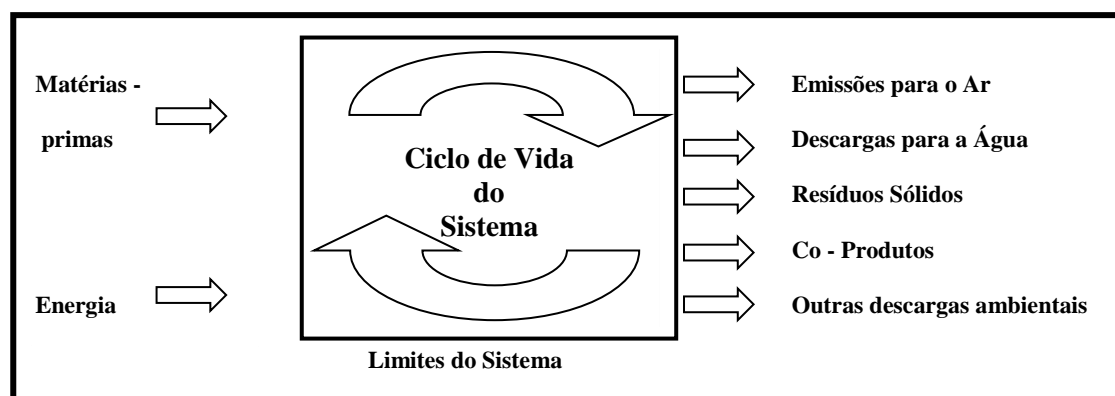 Matérias -
primas
Energia
Ciclo de Vida
do
Sistema
Limites do Sistema
Emissões para o Ar
Descargas para a Água
Resíduos Sólidos
Co - Produtos
Outras descargas ambientais